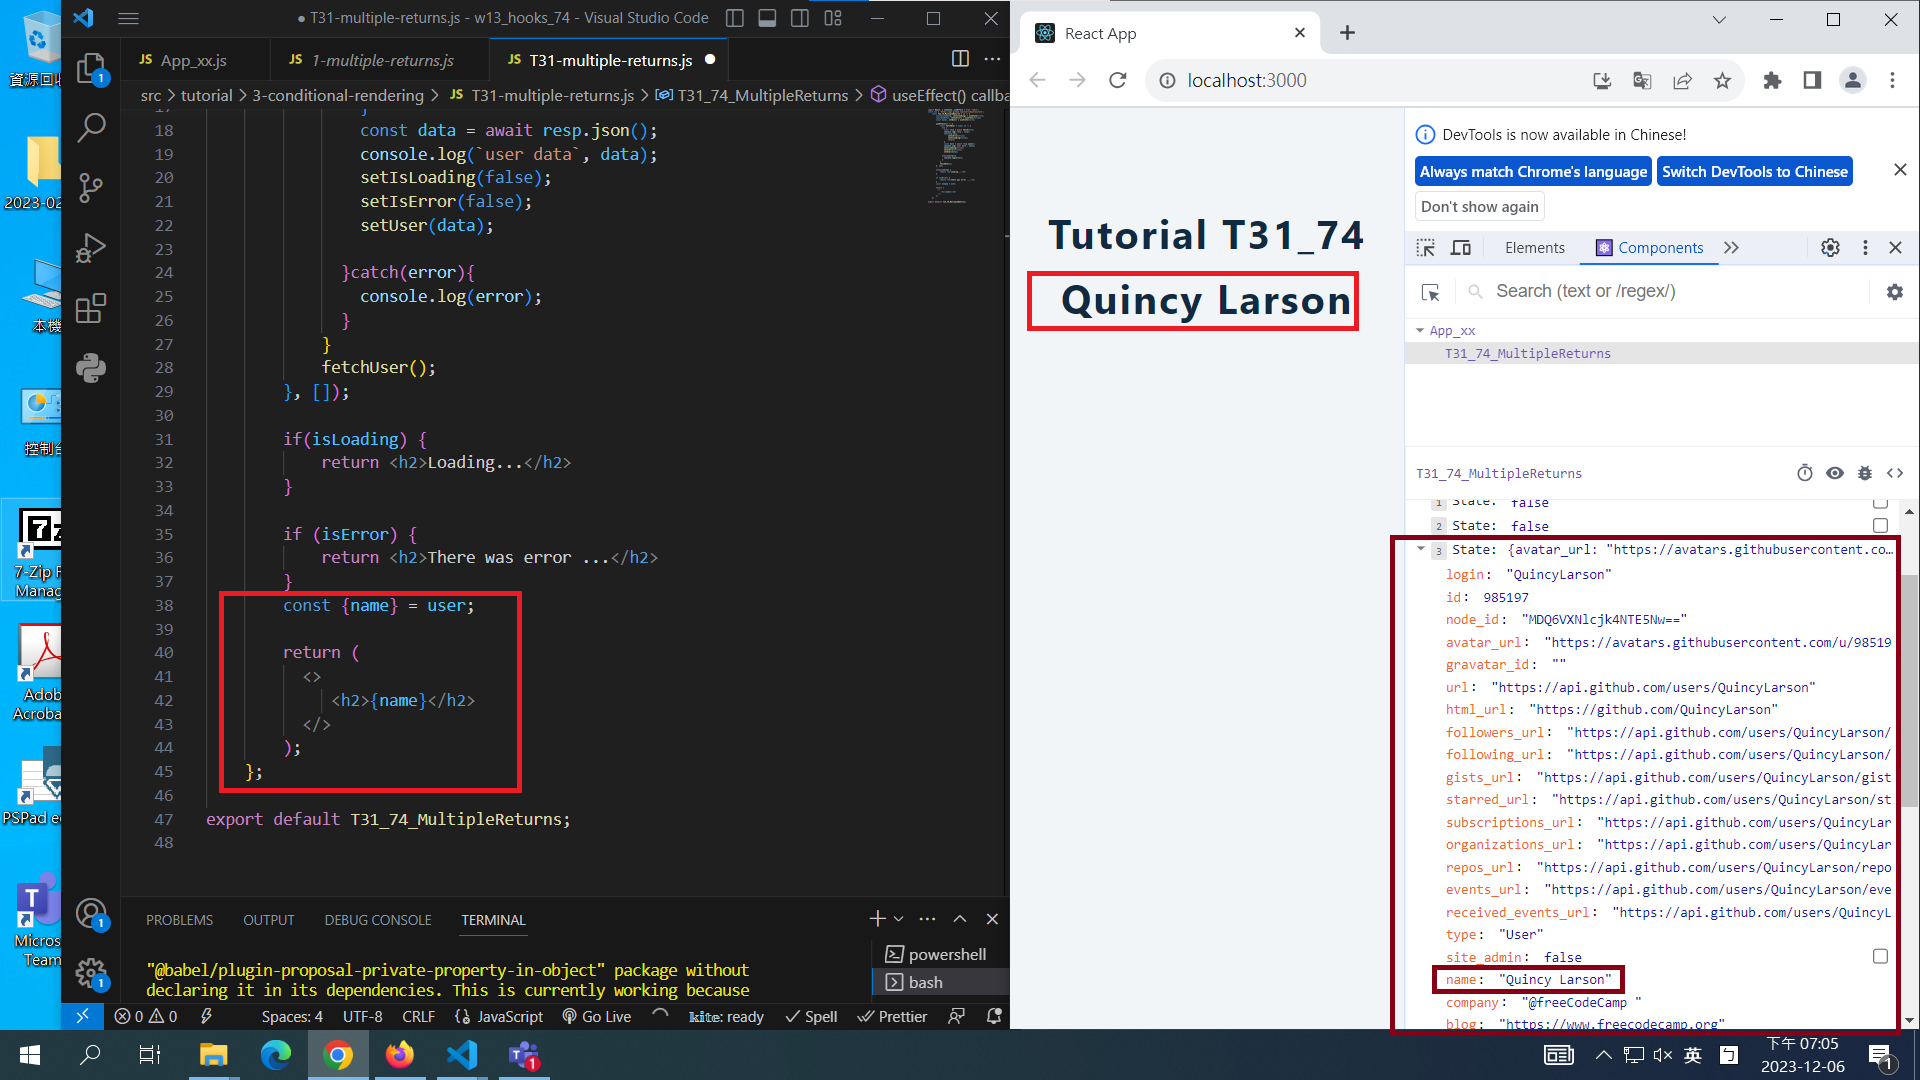 資源回收
2023-02
本機
控制台
7-Zip F
Manag
Adob
Acroba
PSPad e
Micros
Team
● T31-multiple-returns.js - w13_hooks_74 - Visual Studio Code
JS App_xx.js
JS 1-multiple-returns.js
JS T31-multiple-returns.js ●
src > tutorial > 3-conditional-rendering > JS T31-multiple-returns.js > T31_74_MultipleReturns > useEffect() callba
17 }
18 const data = await resp.json();
19 console.log(`user data`, data);
20 setIsLoading(false);
21 setIsError(false);
22 setUser(data);
23
24 }catch(error){
25 console.log(error);
26 }
27 }
28 fetchUser();
29 }, []);
30
31 if(isLoading) {
32 return <h2>Loading...</h2>
33 }
34
35 if (isError) {
36 return <h2>There was error ...</h2>
37 }
38 const {name} = user;
39
40 return (
41 <>
42 <h2>{name}</h2>
43 </>
44 );
45 };
46
47 export default T31_74_MultipleReturns;
48
PROBLEMS OUTPUT DEBUG CONSOLE TERMINAL
"@babel/plugin-proposal-private-property-in-object" package without
declaring it in its dependencies. This is currently working because
powershell
bash
0 0 Spaces: 4 UTF-8 CRLF {} JavaScript Go Live kite: ready Spell Prettier
React App
localhost:3000
Tutorial T31_74
Quincy Larson
DevTools is now available in Chinese!
Always match Chrome's language
Switch DevTools to Chinese
Don't show again
Elements Components
Search (text or /regex/)
App_xx
T31_74_MultipleReturns
T31_74_MultipleReturns
1 State: false
2 State: false
3 State: {avatar_url: "https://avatars.githubusercontent.co…
login: "QuincyLarson"
id: 985197
node_id: "MDQ6VXNlcjk4NTE5Nw=="
avatar_url: "https://avatars.githubusercontent.com/u/98519
gravatar_id: ""
url: "https://api.github.com/users/QuincyLarson"
html_url: "https://github.com/QuincyLarson"
followers_url: "https://api.github.com/users/QuincyLarson/
following_url: "https://api.github.com/users/QuincyLarson/
gists_url: "https://api.github.com/users/QuincyLarson/gist
starred_url: "https://api.github.com/users/QuincyLarson/st
subscriptions_url: "https://api.github.com/users/QuincyLar
organizations_url: "https://api.github.com/users/QuincyLar
repos_url: "https://api.github.com/users/QuincyLarson/repo
events_url: "https://api.github.com/users/QuincyLarson/eve
received_events_url: "https://api.github.com/users/QuincyL
type: "User"
site_admin: false
name: "Quincy Larson"
company: "@freeCodeCamp "
blog: "https://www.freecodecamp.org"
英
下午 07:05
2023-12-06
1